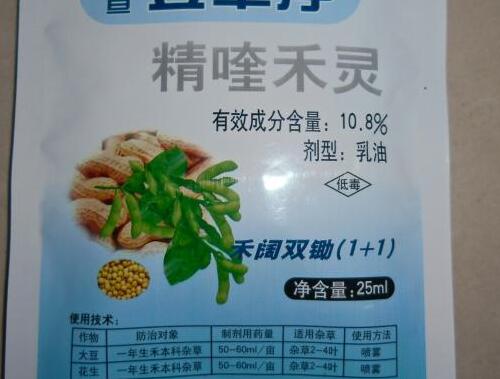 精喹禾灵
有效成分含量：10.8%
剂型：乳油
低毒
禾阔双锄(1+1)
净含量：25ml
使用技术：
作物 防治对象 制剂用药量 适用杂草 使用方法
大豆 一年生禾本科杂草 50-60ml/亩 杂草2-4叶 喷雾
花生 一年生禾本科杂草 50-60ml/亩 杂草2-4叶 喷雾